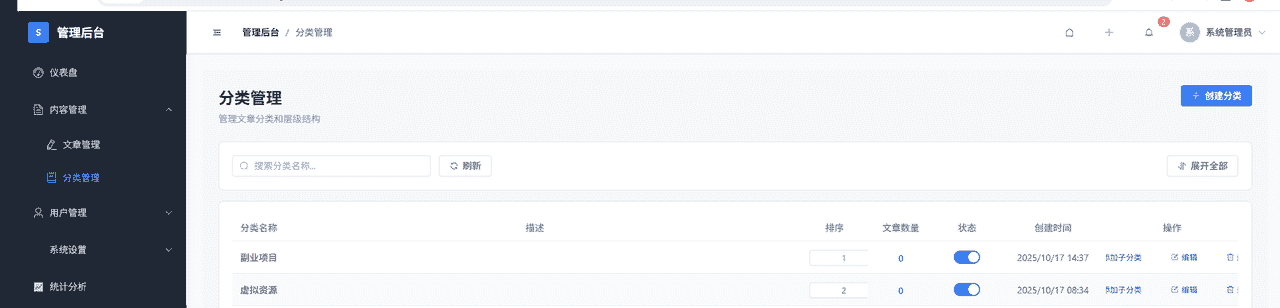 S 管理后台
管理后台 / 分类管理
2
系 系统管理员
仪表盘
内容管理
文章管理
分类管理
用户管理
系统设置
统计分析
分类管理
+ 创建分类
管理文章分类和层级结构
搜索分类名称...
刷新
展开全部
分类名称 描述 排序 文章数量 状态 创建时间 操作
副业项目 1 0 2025/10/17 14:37 加子分类 编辑
虚拟资源 2 0 2025/10/17 08:34 加子分类 编辑